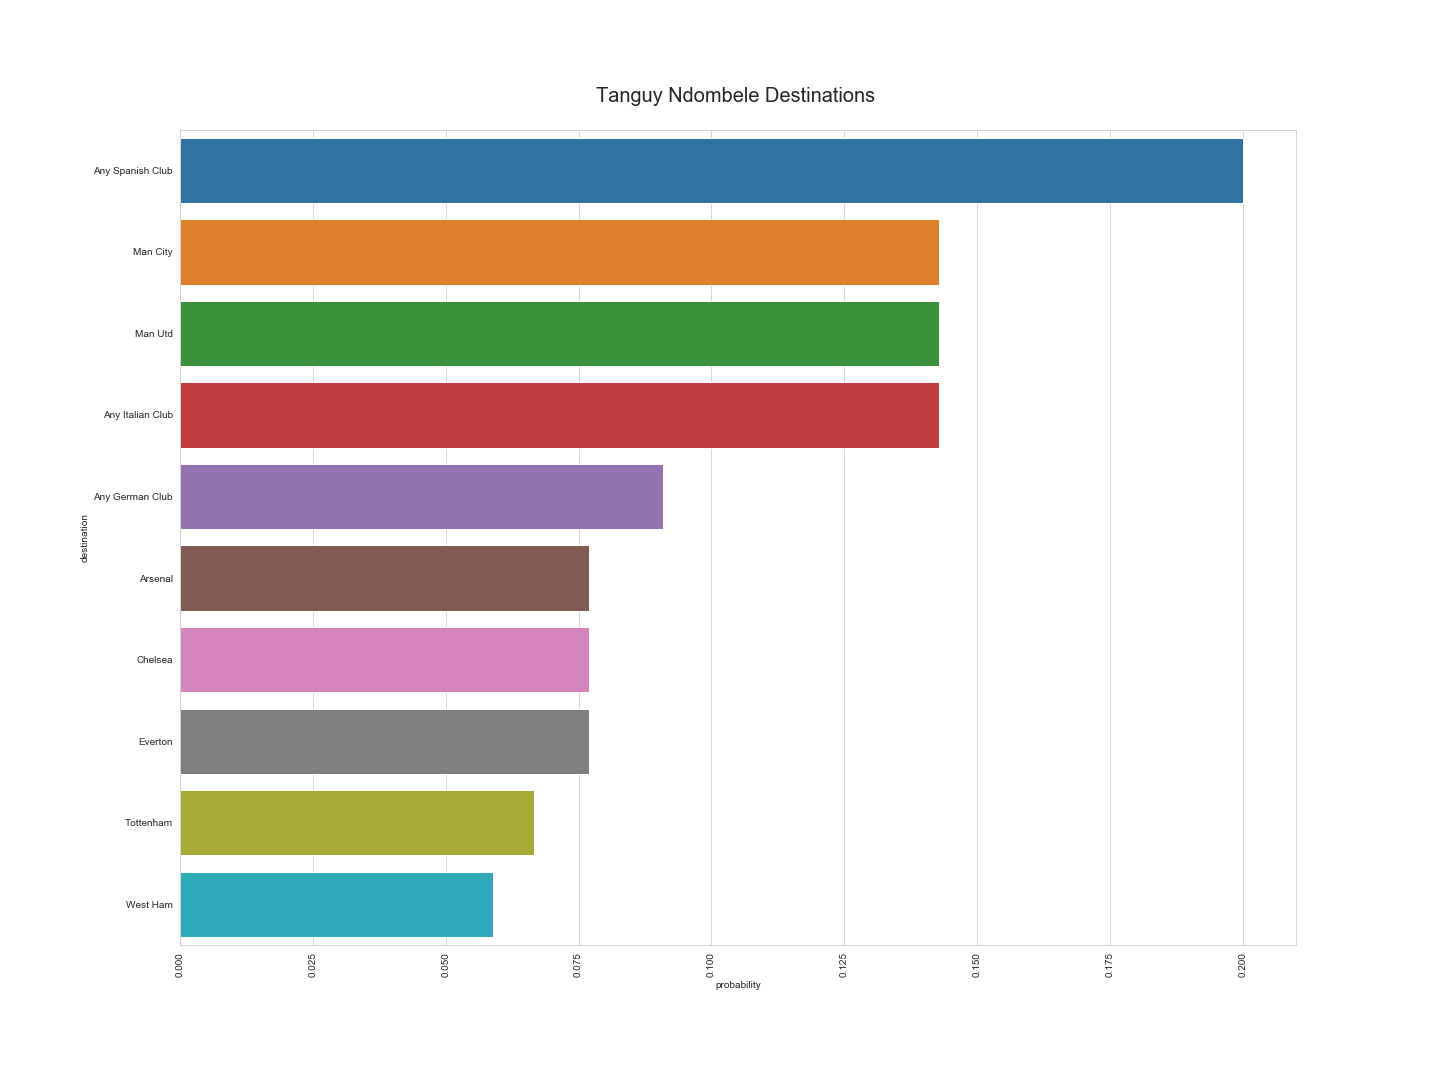 Tanguy Ndombele Destinations
Any Spanish Club
Man City
Man Utd
Any Italian Club
Any German Club
destination
Arsenal
Chelsea
Everton
Tottenham
West Ham
0.000
0.025
0.050
0.075
0.100
0.125
0.150
0.175
0.200
probability